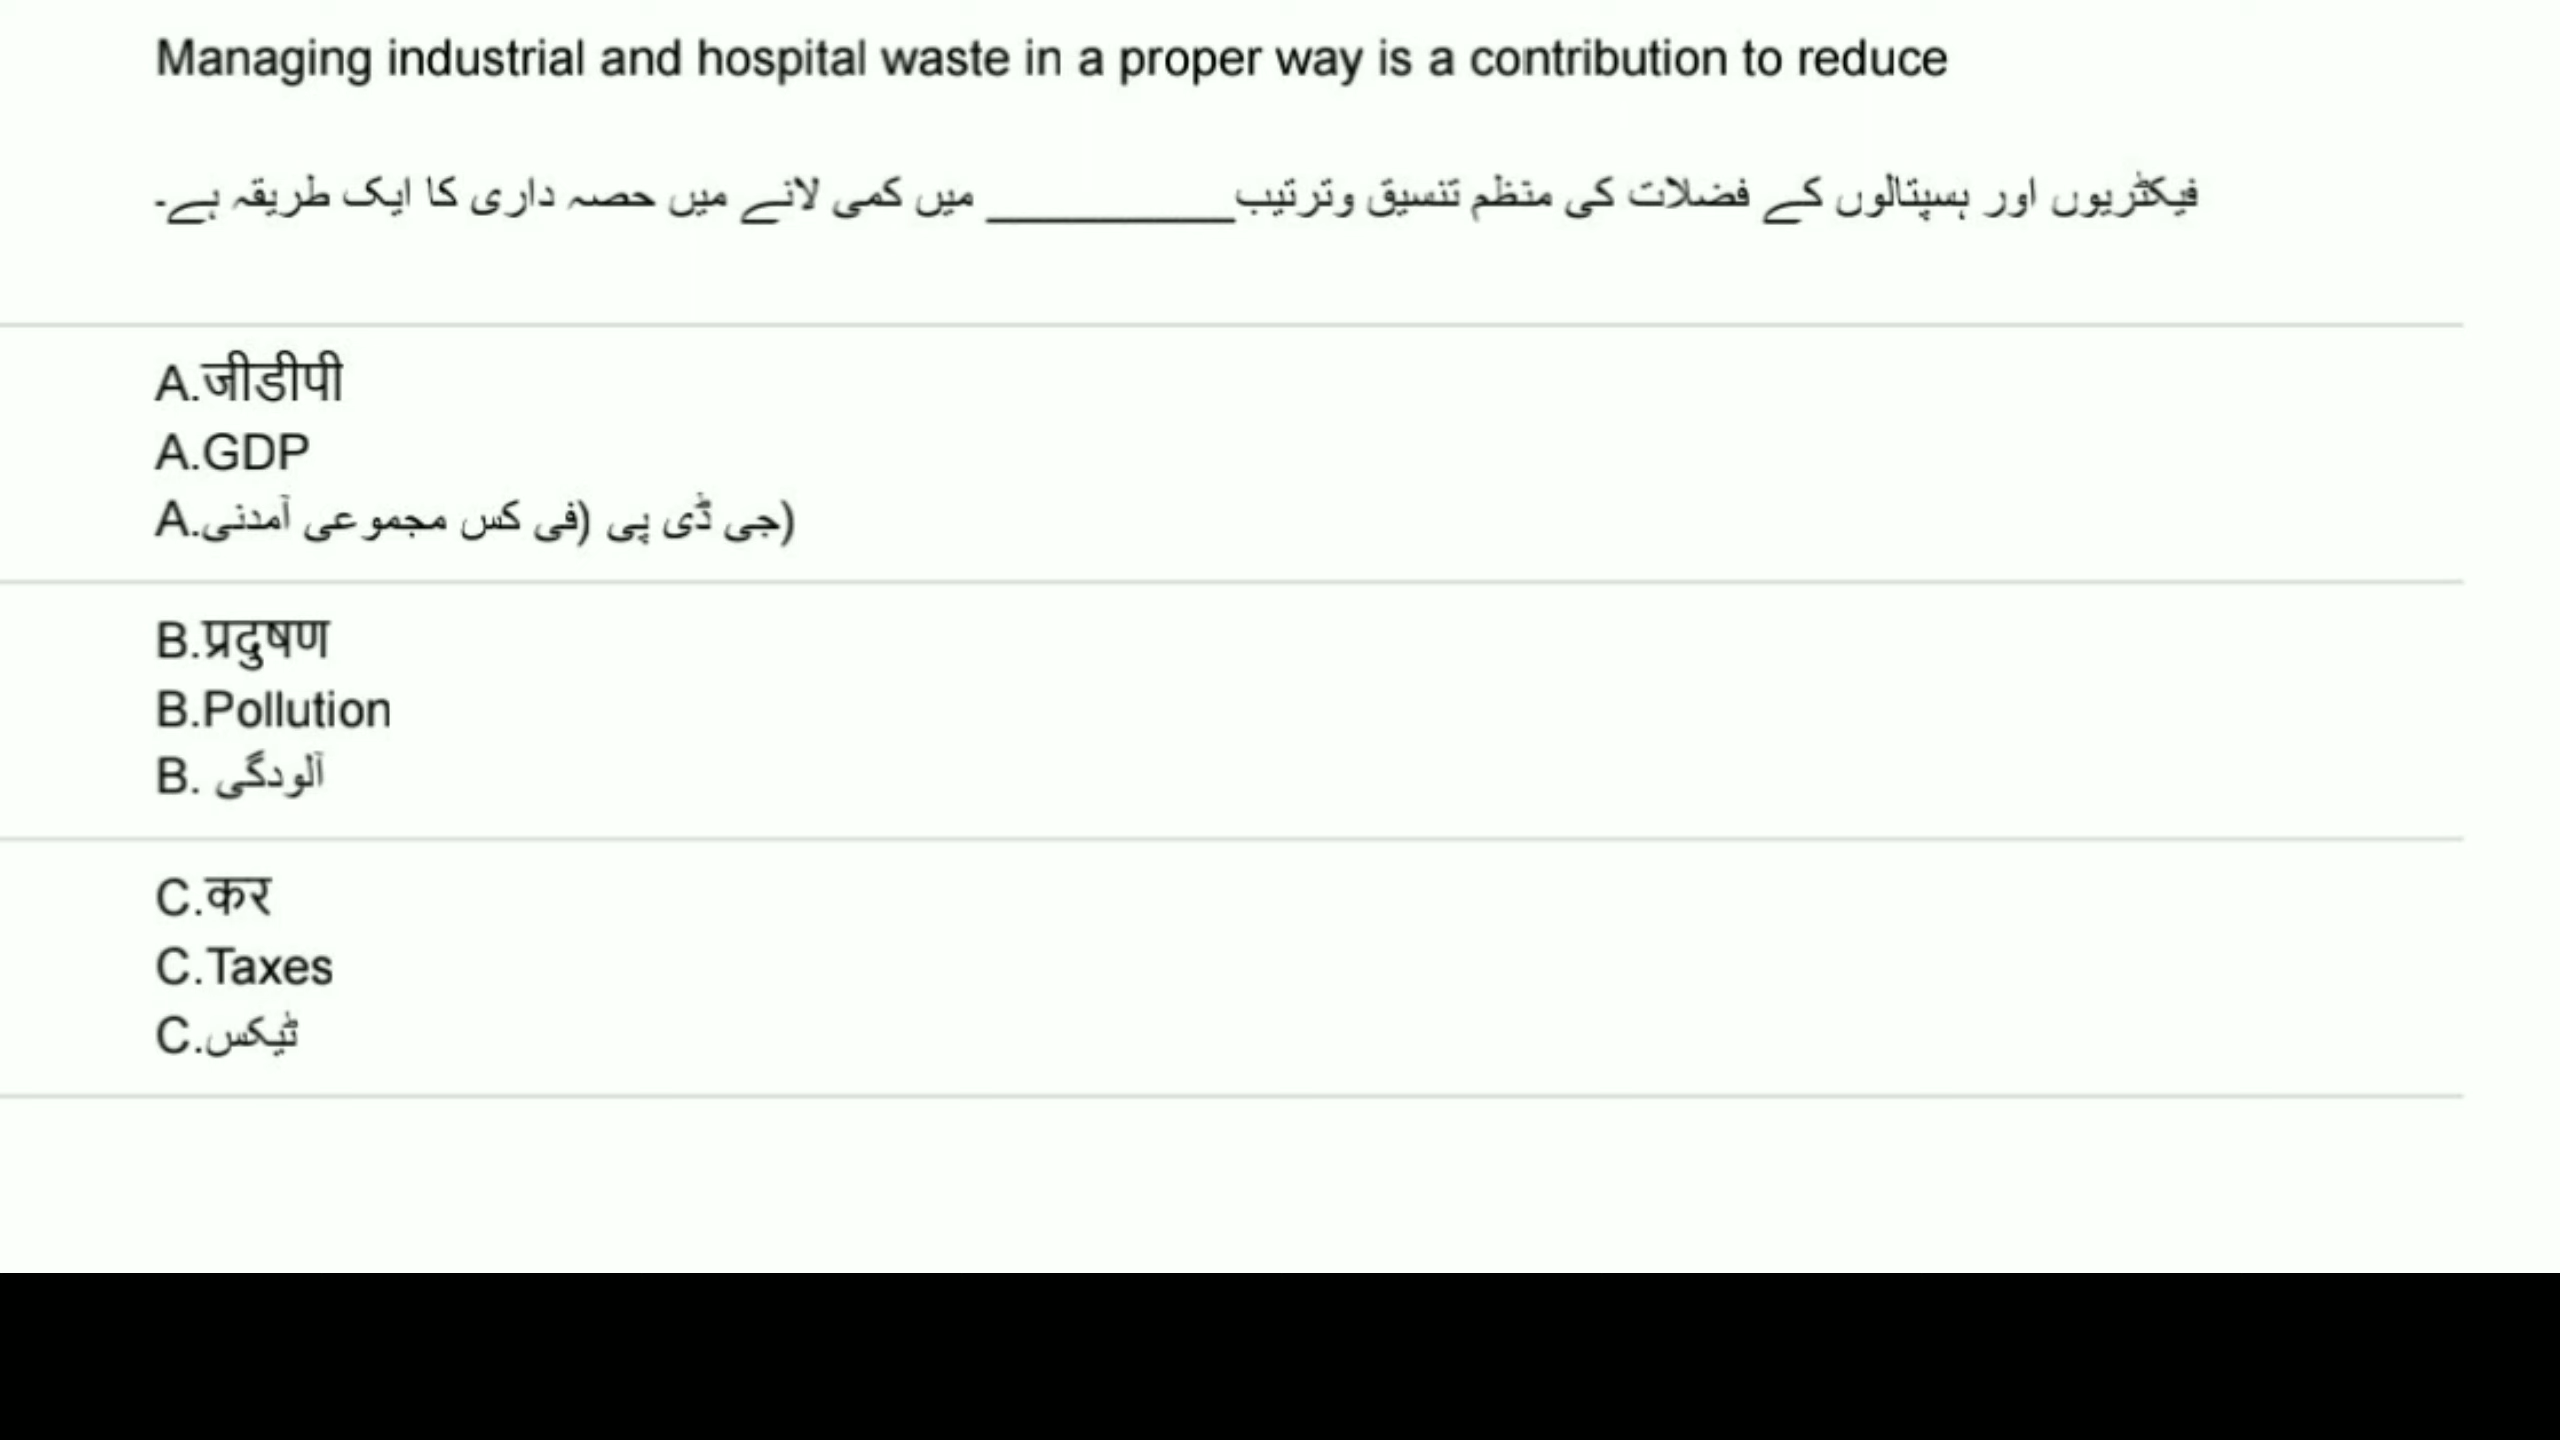 Managing industrial and hospital waste in a proper way is a contribution to reduce
فیکٹریوں اور ہسپتالوں کے فضلات کی منظم تنسیق وترتیب__________ میں کمی لانے میں حصہ داری کا ایک طریقہ ہے۔
A.जीडीपी
A.GDP
A.جی ڈی پی (فی کس مجموعی آمدنی)
B.प्रदुषण
B.Pollution
B. آلودگی
C.कर
C.Taxes
C.ٹیکس